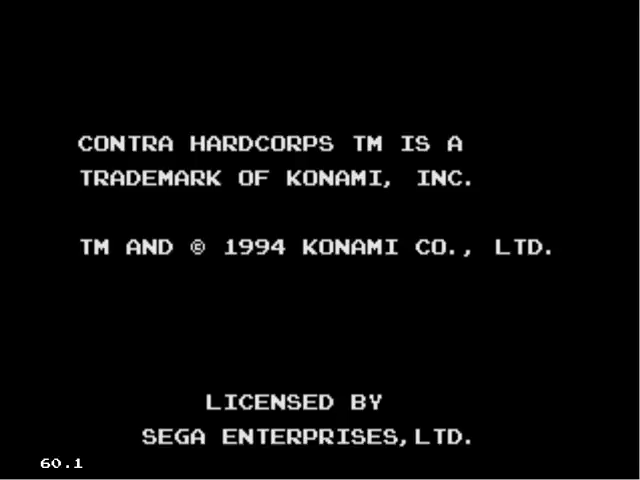 CONTRA HARDCORPS TM IS A
TRADEMARK OF KONAMI, INC.
TM AND © 1994 KONAMI CO., LTD.
LICENSED BY
SEGA ENTERPRISES,LTD.
60.1